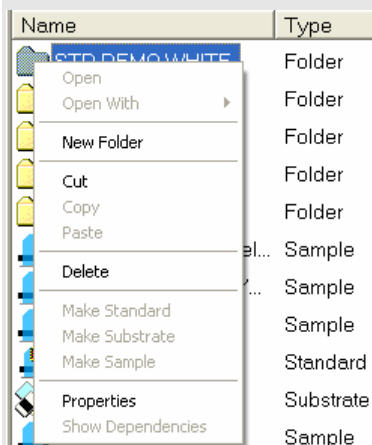 Name Type
STD DEMO WHITE Folder
Open
Open With Folder
New Folder Folder
Cut Folder
Copy Folder
Paste
el... Sample
Delete
... Sample
Make Standard
Make Substrate Sample
Make Sample Standard
Properties Substrate
Show Dependencies Sample